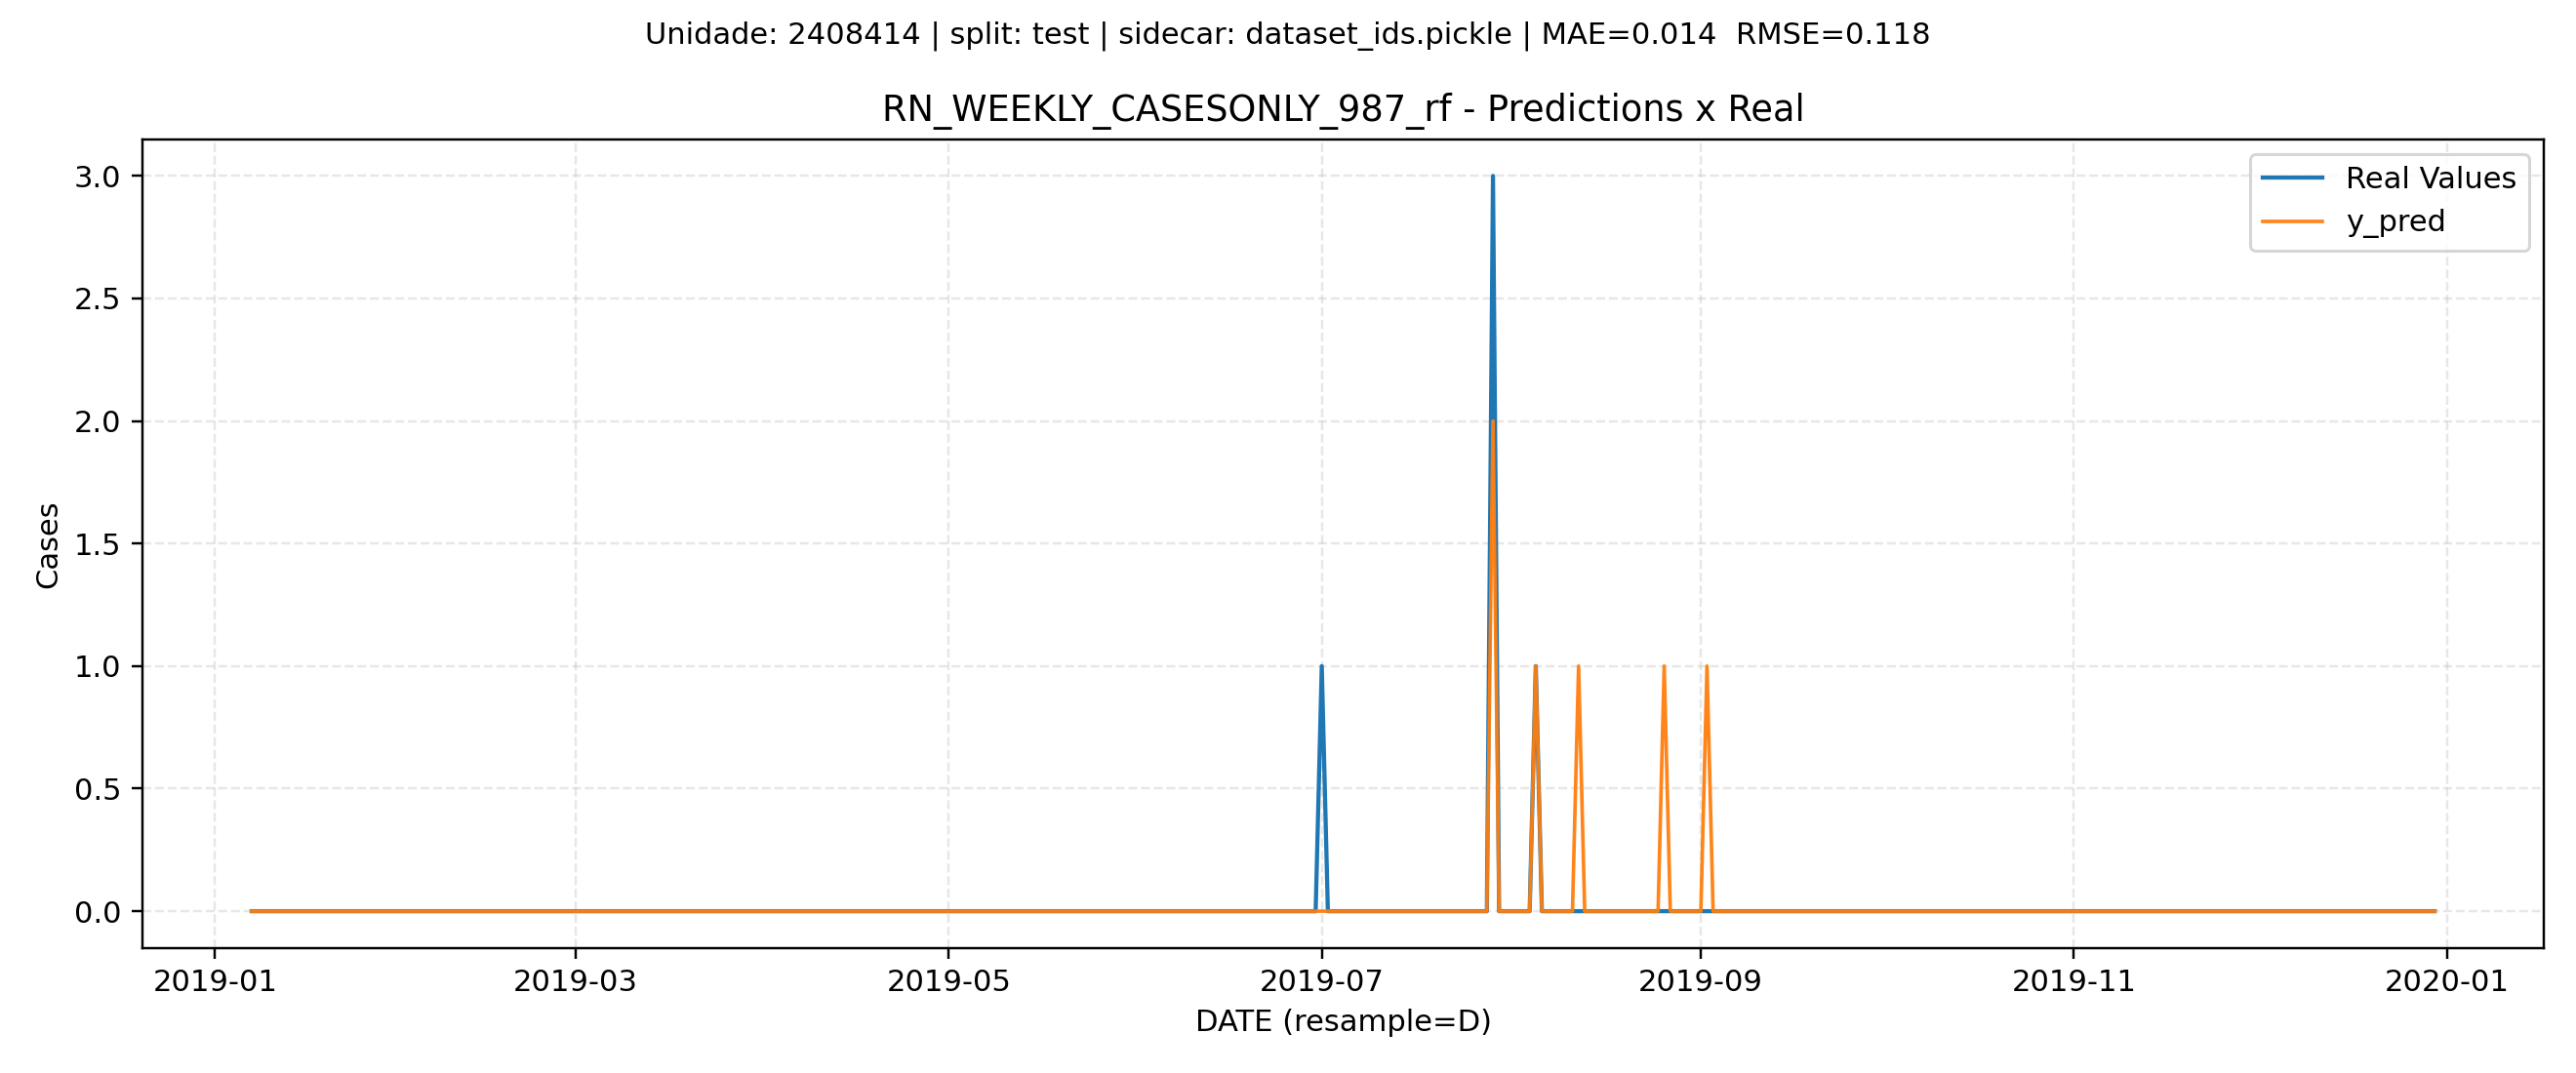 Unidade: 2408414 | split: test | sidecar: dataset_ids.pickle | MAE=0.014  RMSE=0.118
RN_WEEKLY_CASESONLY_987_rf - Predictions x Real
Real Values
y_pred
Cases
3.0
2.5
2.0
1.5
1.0
0.5
0.0
2019-01
2019-03
2019-05
2019-07
2019-09
2019-11
2020-01
DATE (resample=D)